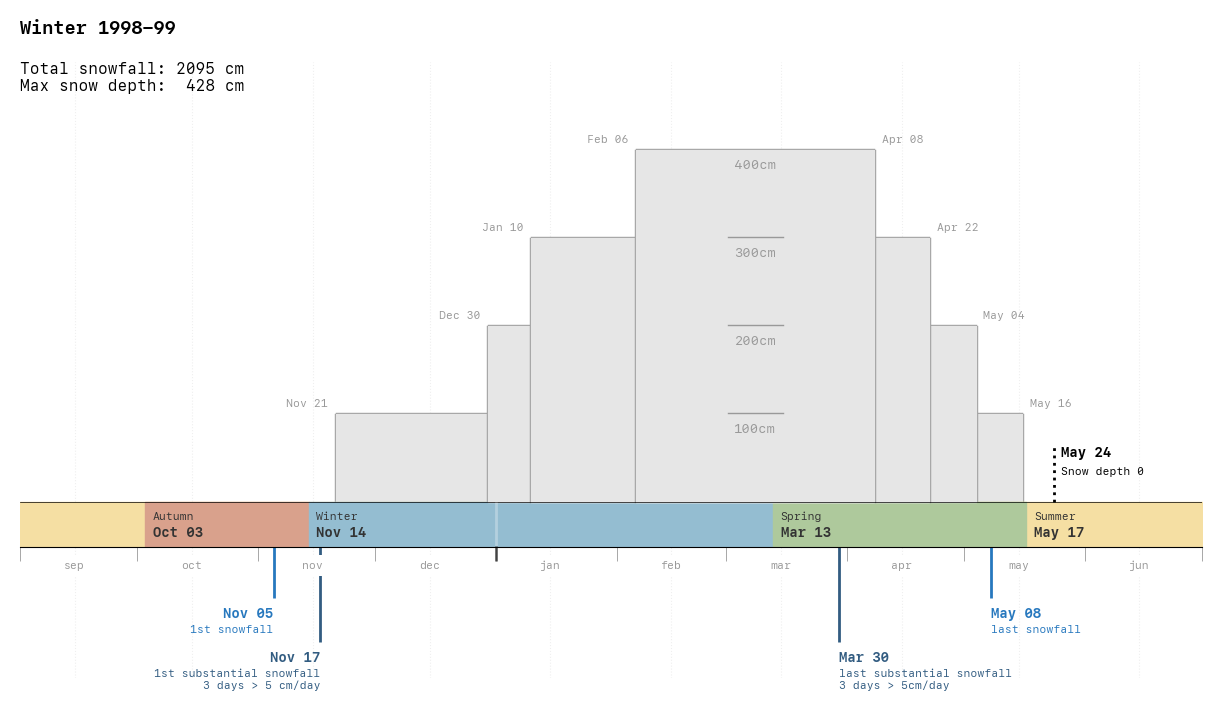 Winter 1998–99
Total snowfall: 2095 cm
Max snow depth:  428 cm
Feb 06
Apr 08
400cm
Jan 10
Apr 22
300cm
Dec 30
May 04
200cm
Nov 21
May 16
100cm
May 24
Snow depth 0
Autumn
Oct 03
Winter
Nov 14
Spring
Mar 13
Summer
May 17
sep oct nov dec jan feb mar apr may jun
Nov 05
1st snowfall
May 08
last snowfall
Nov 17
1st substantial snowfall
3 days > 5 cm/day
Mar 30
last substantial snowfall
3 days > 5cm/day